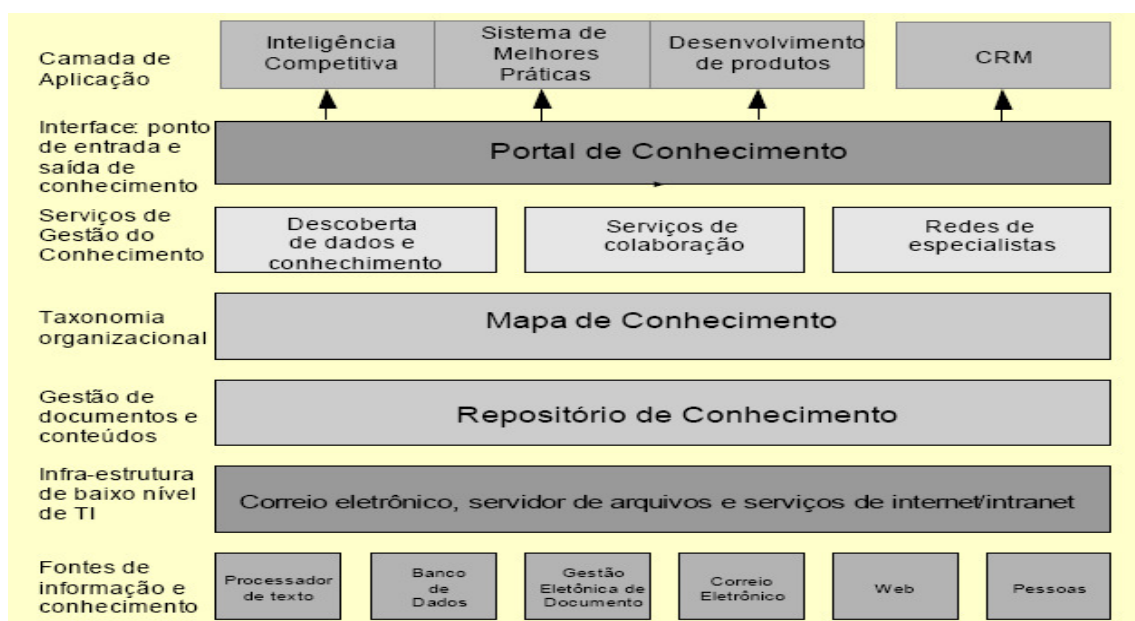 Camada de
Aplicação
Inteligência
Competitiva
Sistema de
Melhores
Práticas
Desenvolvimento
de produtos
CRM
Interface: ponto
de entrada e
saída de
conhecimento
Portal de Conhecimento
Serviços de
Gestão do
Conhecimento
Descoberta
de dados e
conhechimento
Serviços de
colaboração
Redes de
especialistas
Taxonomia
organizacional
Mapa de Conhecimento
Gestão de
documentos e
conteúdos
Repositório de Conhecimento
Infra-estrutura
de baixo nível
de TI
Correio eletrônico, servidor de arquivos e serviços de internet/intranet
Fontes de
informação e
conhecimento
Processador
de texto
Banco
de
Dados
Gestão
Eletônica de
Documento
Correio
Eletrônico
Web
Pessoas